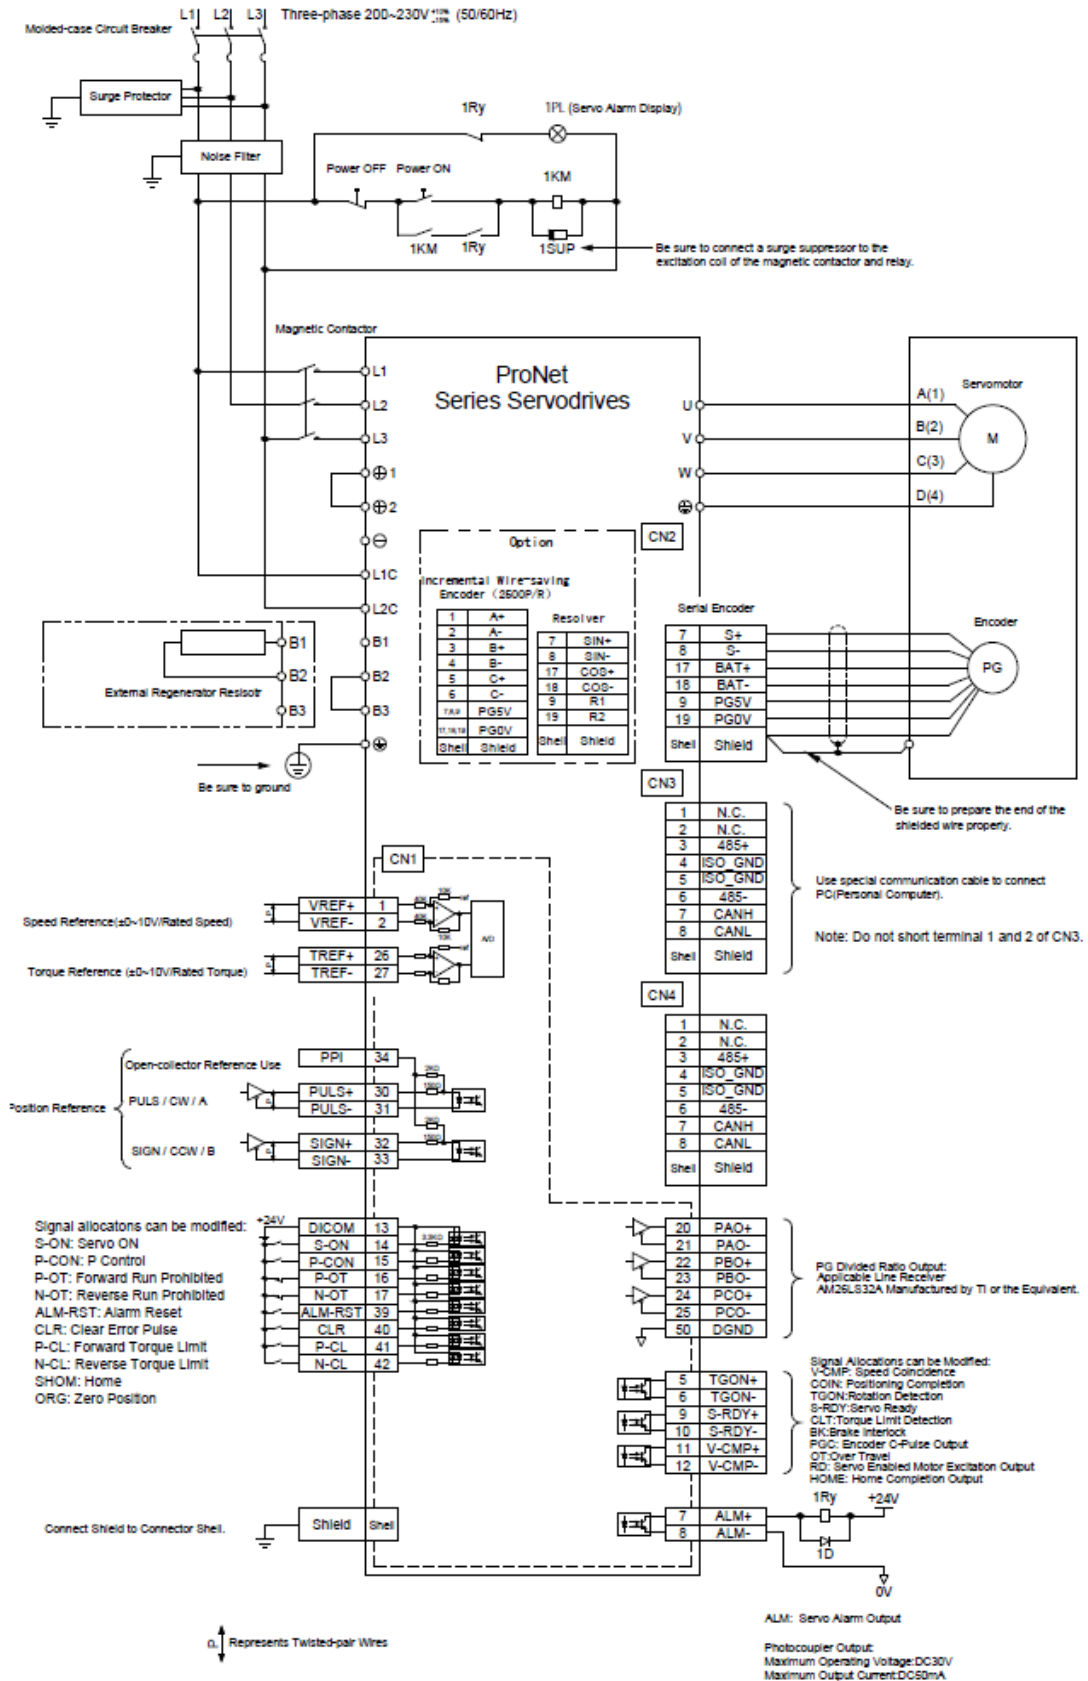 L1 L2 L3 Three-phase 200~230V +10% -15% (50/60Hz)
Molded-case Circuit Breaker
Surge Protector
Noise Filter
1Ry
1PL (Servo Alarm Display)
Power OFF Power ON
1KM
1KM 1Ry
1SUP
Be sure to connect a surge suppressor to the
excitation coil of the magnetic contactor and relay.
Magnetic Contactor
ProNet
Series Servodrives
L1
L2
L3
1
2
L1C
L2C
B1
B2
B3
U
V
W
Servomotor
A(1)
B(2)
C(3)
D(4)
M
B1
B2
B3
External Regenerator Resisotr
Be sure to ground
Option
Incremental Wire-saving
Encoder (2500P/R)
1 A+
2 A-
3 B+
4 B-
5 C+
6 C-
7,8,9 PG5V
17,18,19 PG0V
Shell Shield
Resolver
7 SIN+
8 SIN-
17 COS+
18 COS-
9 R1
19 R2
Shell Shield
CN2
Serial Encoder
7 S+
8 S-
17 BAT+
18 BAT-
9 PG5V
19 PG0V
Shell Shield
Encoder
PG
Be sure to prepare the end of the
shielded wire properly.
CN3
1 N.C.
2 N.C.
3 485+
4 ISO_GND
5 ISO_GND
6 485-
7 CANH
8 CANL
Shell Shield
Use special communication cable to connect
PC(Personal Computer).
Note: Do not short terminal 1 and 2 of CN3.
CN4
1 N.C.
2 N.C.
3 485+
4 ISO_GND
5 ISO_GND
6 485-
7 CANH
8 CANL
Shell Shield
CN1
Speed Reference(±0~10V/Rated Speed)
VREF+ 1
VREF- 2
10K
40K
40K
10K
ref
A/D
Torque Reference (±0~10V/Rated Torque)
TREF+ 26
TREF- 27
ref
Position Reference
Open-collector Reference Use
PULS / CW / A
SIGN / CCW / B
PPI 34
PULS+ 30
PULS- 31
SIGN+ 32
SIGN- 33
2KΩ
150Ω
2KΩ
150Ω
Signal allocatons can be modified:
S-ON: Servo ON
P-CON: P Control
P-OT: Forward Run Prohibited
N-OT: Reverse Run Prohibited
ALM-RST: Alarm Reset
CLR: Clear Error Pulse
P-CL: Forward Torque Limit
N-CL: Reverse Torque Limit
SHOM: Home
ORG: Zero Position
+24V
DICOM 13
S-ON 14
P-CON 15
P-OT 16
N-OT 17
ALM-RST 39
CLR 40
P-CL 41
N-CL 42
3.3KΩ
20 PAO+
21 PAO-
22 PBO+
23 PBO-
24 PCO+
25 PCO-
50 DGND
PG Divided Ratio Output:
Applicable Line Receiver
AM26LS32A Manufactured by TI or the Equivalent.
5 TGON+
6 TGON-
9 S-RDY+
10 S-RDY-
11 V-CMP+
12 V-CMP-
Signal Allocations can be Modified:
V-CMP: Speed Coincidence
COIN: Positioning Completion
TGON:Rotation Detection
S-RDY:Servo Ready
CLT:Torque Limit Detection
BK:Brake Interlock
PGC: Encoder C-Pulse Output
OT:Over Travel
RD: Servo Enabled Motor Excitation Output
HOME: Home Completion Output
7 ALM+
8 ALM-
1Ry
+24V
1D
0V
Connect Shield to Connector Shell.
Shield Shell
ALM: Servo Alarm Output
P Represents Twisted-pair Wires
Photocoupler Output:
Maximum Operating Voltage:DC30V
Maximum Output Current:DC50mA